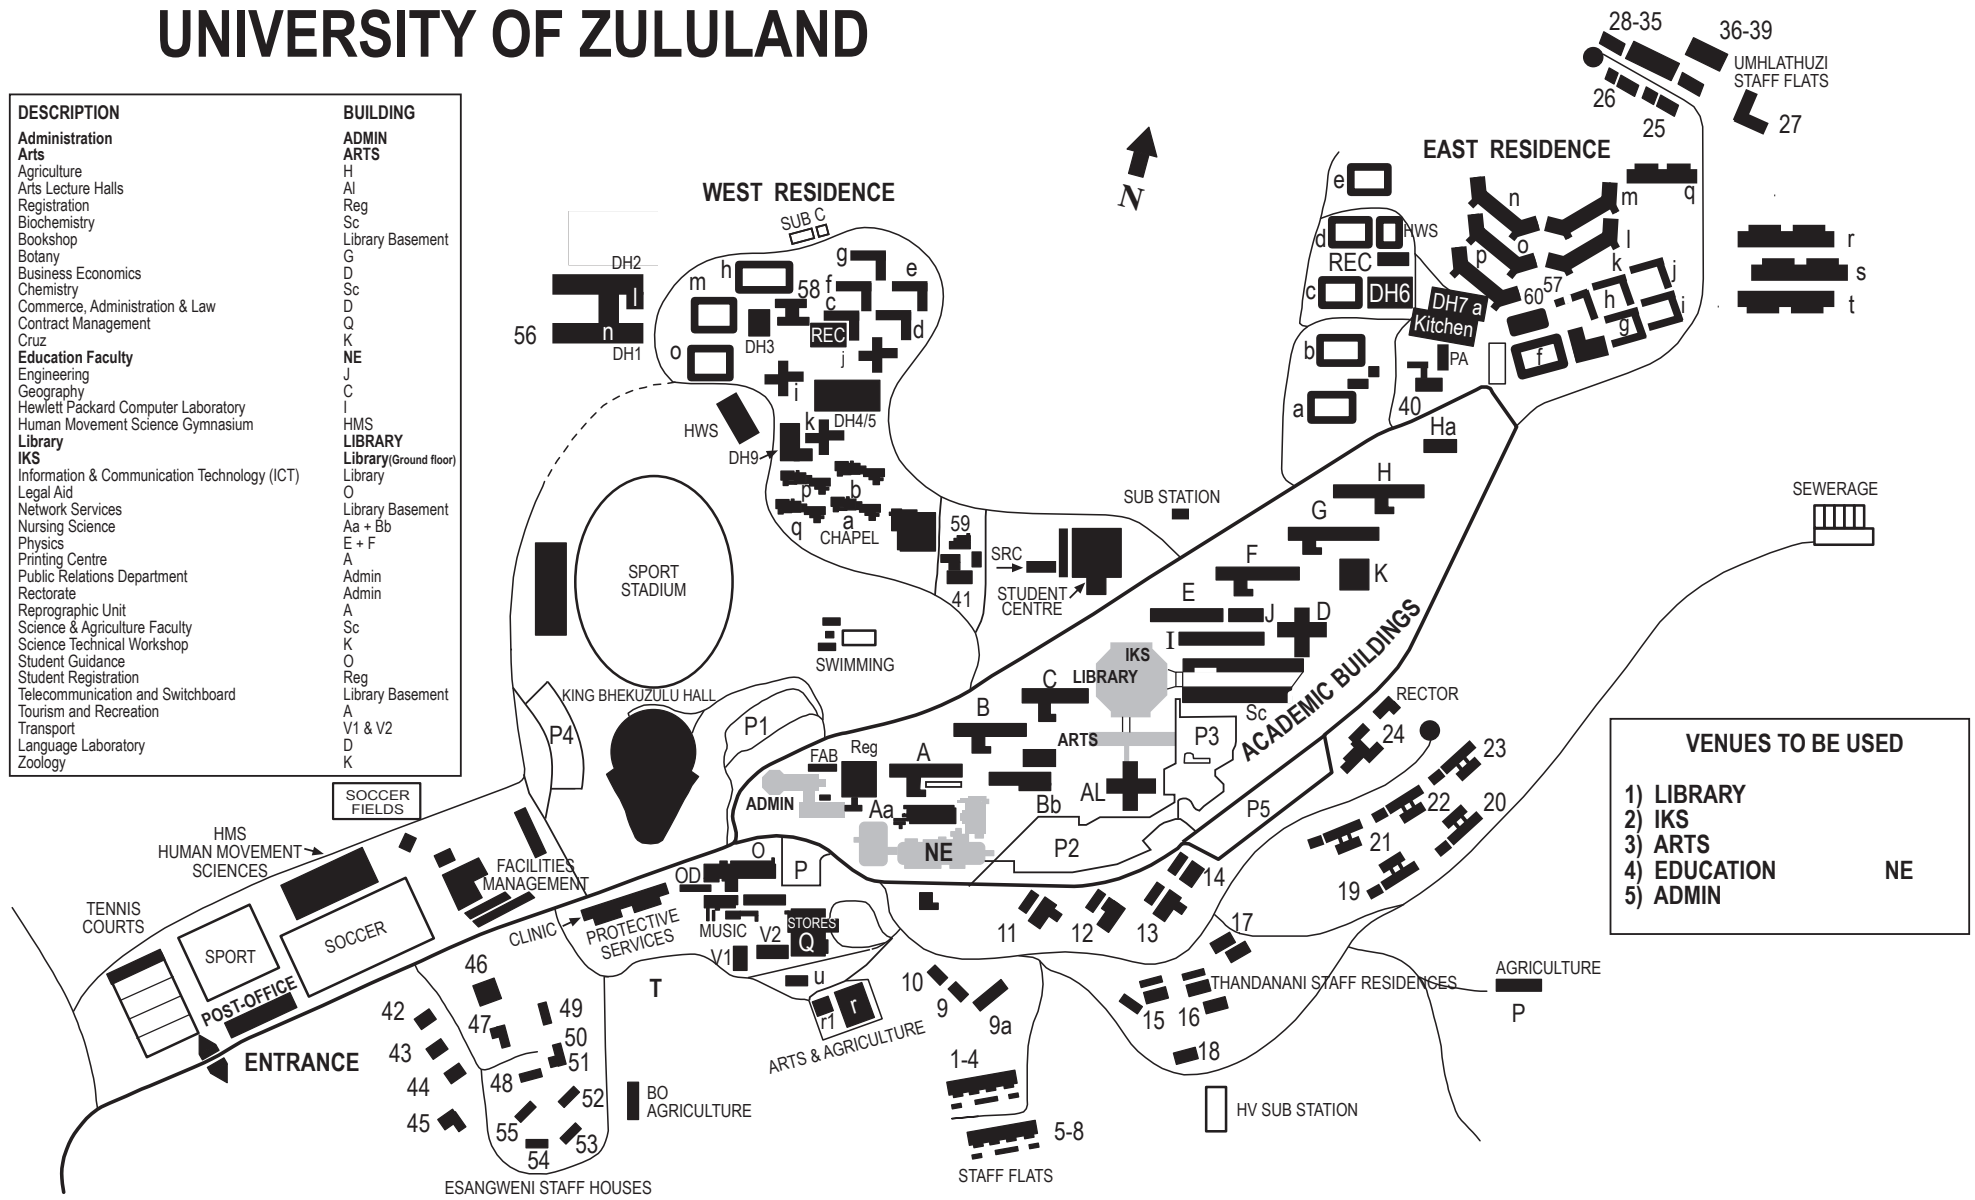 UNIVERSITY OF ZULULAND
DESCRIPTION BUILDING
Administration ADMIN
Arts ARTS
Agriculture H
Arts Lecture Halls Al
Registration Reg
Biochemistry Sc
Bookshop Library Basement
Botany G
Business Economics D
Chemistry Sc
Commerce, Administration & Law D
Contract Management Q
Cruz K
Education Faculty NE
Engineering J
Geography C
Hewlett Packard Computer Laboratory I
Human Movement Science Gymnasium HMS
Library LIBRARY
IKS Library(Ground floor)
Information & Communication Technology (ICT) Library
Legal Aid O
Network Services Library Basement
Nursing Science Aa + Bb
Physics E + F
Printing Centre A
Public Relations Department Admin
Rectorate Admin
Reprographic Unit A
Science & Agriculture Faculty Sc
Science Technical Workshop K
Student Guidance O
Student Registration Reg
Telecommunication and Switchboard Library Basement
Tourism and Recreation A
Transport V1 & V2
Language Laboratory D
Zoology K
28-35
36-39
UMHLATHUZI
STAFF FLATS
26
25
27
EAST RESIDENCE
e
d
HWS
REC
c
DH6
b
a
n
m
q
o
l
p
k
j
h
i
g
f
57
60
DH7 a
Kitchen
PA
40
r
s
t
N
WEST RESIDENCE
SUB C
DH2
l
n
DH1
56
h
g
e
m
58
f
c
d
REC
DH3
j
o
i
DH4/5
HWS
k
DH9
p
b
q
a
CHAPEL
59
41
SRC
STUDENT
CENTRE
SUB STATION
SEWERAGE
SPORT
STADIUM
SWIMMING
KING BHEKUZULU HALL
P1
P4
Ha
H
G
F
K
E
J
D
I
IKS
LIBRARY
C
Sc
B
ARTS
P3
ACADEMIC BUILDINGS
FAB
Reg
A
ADMIN
Aa
Bb
AL
NE
P2
P5
RECTOR
24
23
22
20
21
19
SOCCER
FIELDS
HMS
HUMAN MOVEMENT
SCIENCES
FACILITIES
MANAGEMENT
TENNIS
COURTS
SPORT
SOCCER
POST-OFFICE
ENTRANCE
CLINIC
PROTECTIVE
SERVICES
O
OD
P
MUSIC
V1
V2
STORES
Q
u
T
r1
r
ARTS & AGRICULTURE
10
9
9a
11
12
13
14
17
THANDANANI STAFF RESIDENCES
15
16
18
AGRICULTURE
P
HV SUB STATION
1-4
5-8
STAFF FLATS
46
42
47
49
43
50
51
44
48
52
45
55
53
54
BO
AGRICULTURE
ESANGWENI STAFF HOUSES
VENUES TO BE USED
1) LIBRARY
2) IKS
3) ARTS
4) EDUCATION NE
5) ADMIN